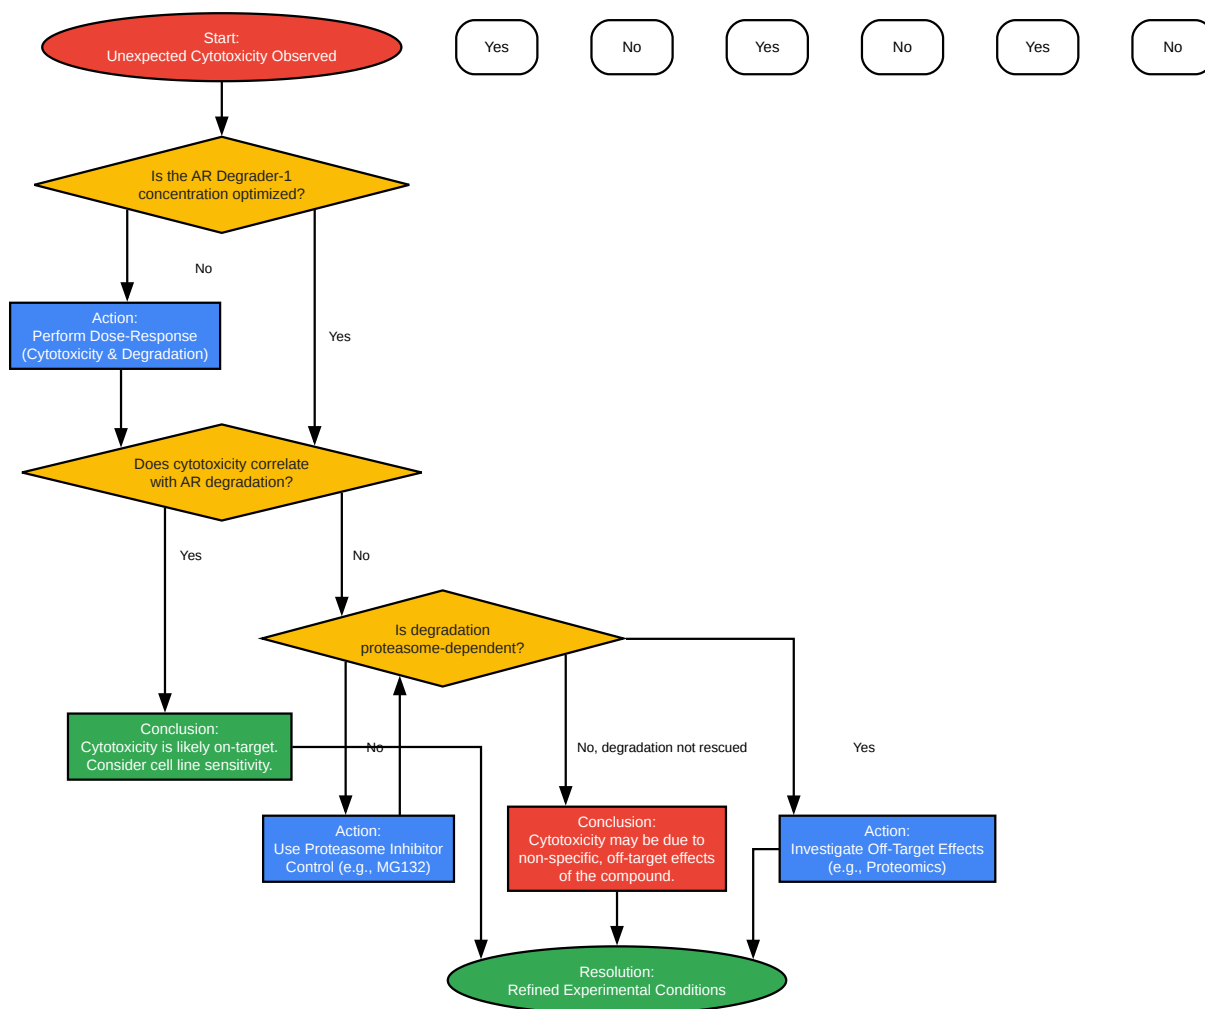 Start:
Unexpected Cytotoxicity Observed
Yes
No
Yes
No
Yes
No
Is the AR Degrader-1
concentration optimized?
No
Action:
Perform Dose-Response
(Cytotoxicity & Degradation)
Yes
Does cytotoxicity correlate
with AR degradation?
Yes
No
Is degradation
proteasome-dependent?
Conclusion:
Cytotoxicity is likely on-target.
Consider cell line sensitivity.
No
No, degradation not rescued
Yes
Action:
Use Proteasome Inhibitor
Control (e.g., MG132)
Conclusion:
Cytotoxicity may be due to
non-specific, off-target effects
of the compound.
Action:
Investigate Off-Target Effects
(e.g., Proteomics)
Resolution:
Refined Experimental Conditions